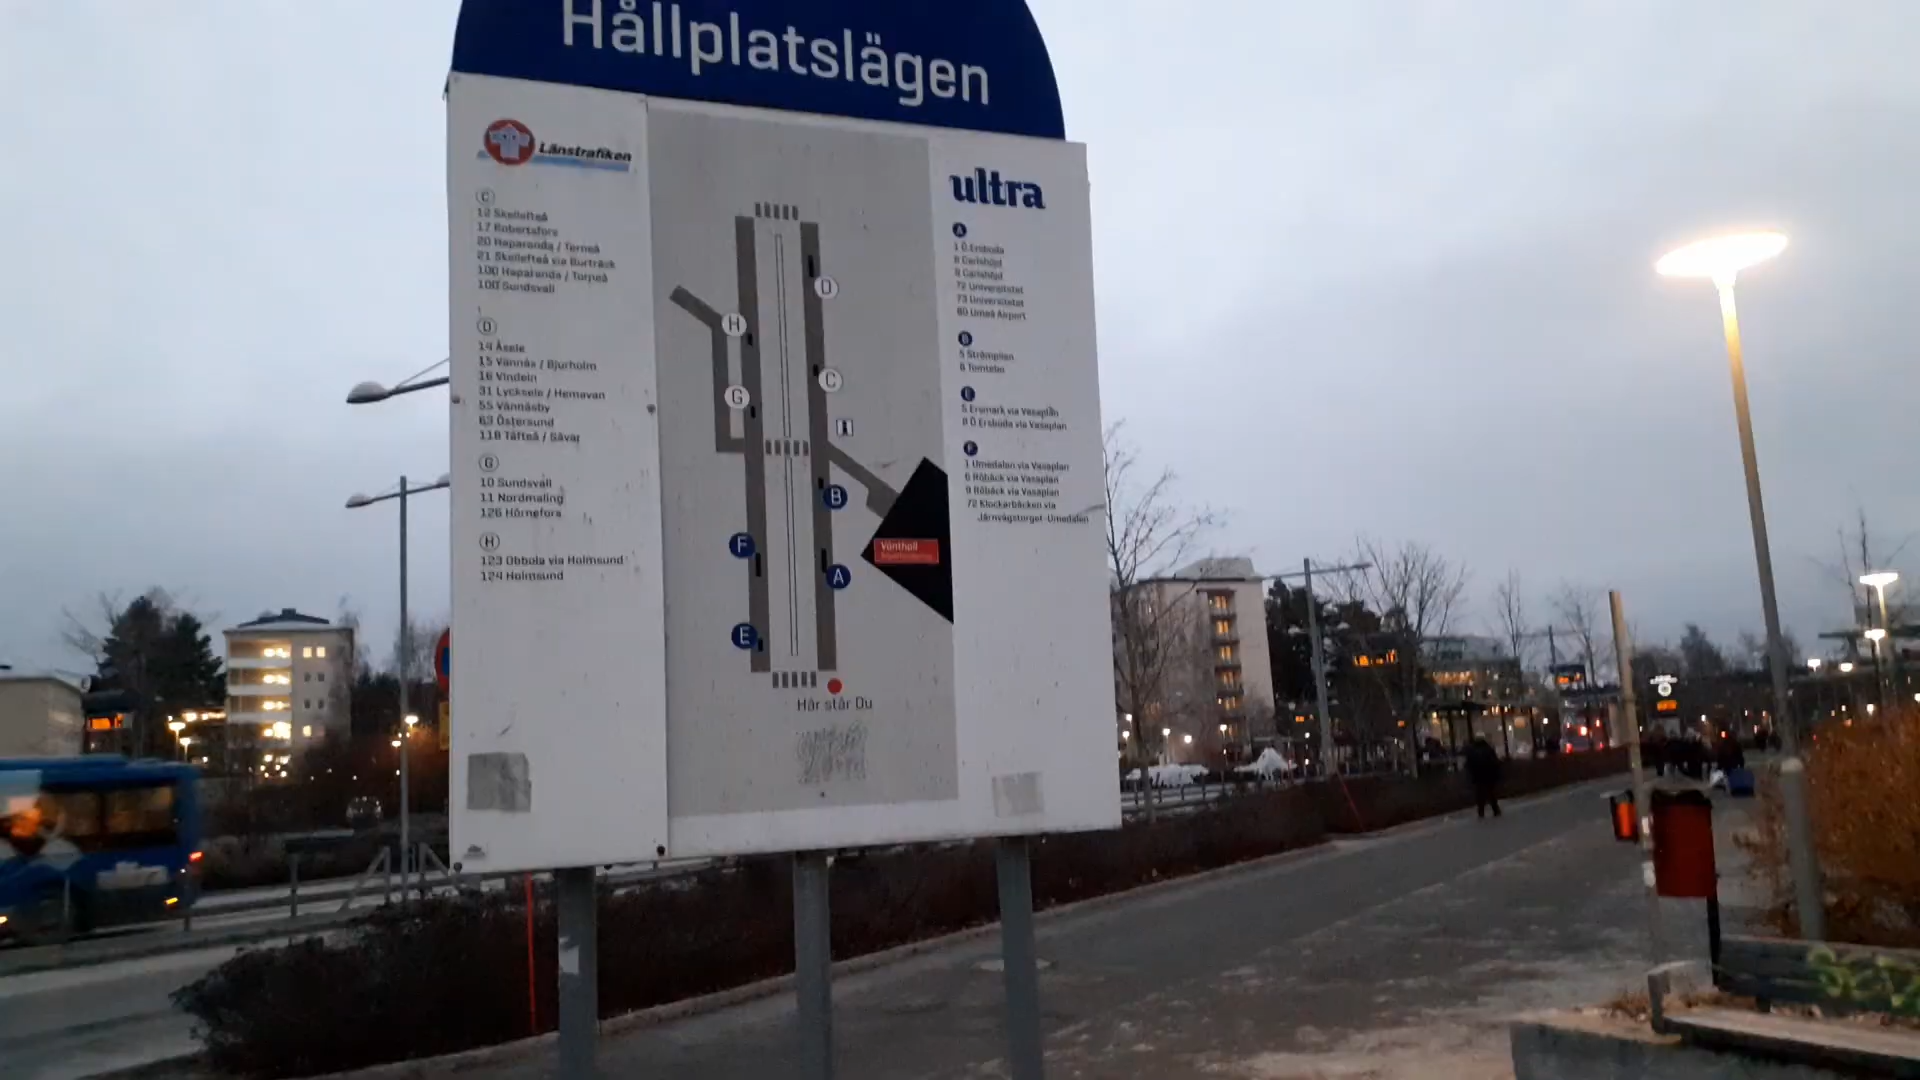 Hållplatslägen
Länstrafiken
C
12 Skellefteå
17 Robertsfors
20 Haparanda / Torneå
21 Skellefteå via Burträsk
100 Haparanda / Torneå
100 Sundsvall
D
14 Åsele
15 Vännäs / Bjurholm
16 Vindeln
31 Lycksele / Hemavan
55 Vännäsby
63 Östersund
118 Täfteå / Sävar
G
10 Sundsvall
11 Nordmaling
126 Hörnefors
H
123 Obbola via Holmsund
124 Holmsund
D
H
C
G
B
F
A
E
Vänthall
Här står Du
ultra
A
1 Ö Ersboda
8 Carlshöjd
9 Carlshöjd
72 Universitetet
73 Universitetet
80 Umeå Airport
B
5 Strömpilen
8 Tomtebo
E
5 Ersmark via Vasaplan
8 Ö Ersboda via Vasaplan
F
1 Umedalen via Vasaplan
6 Röbäck via Vasaplan
9 Röbäck via Vasaplan
72 Klockarbäcken via
Järnvägstorget-Umedalen